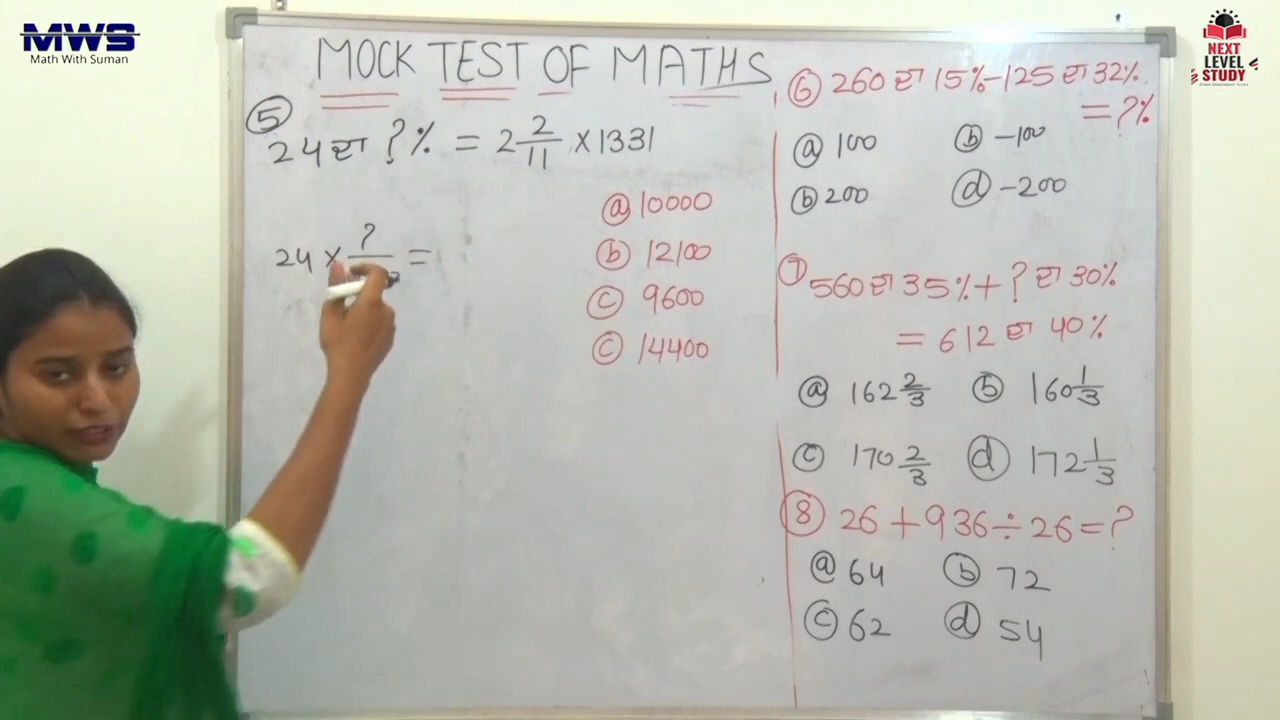 MWS
Math With Suman
NEXT
LEVEL
STUDY
MOCK TEST OF MATHS
⑤ 24 ਦਾ ?% = 2 2/11 × 1331
ⓐ 10000
ⓑ 12100
ⓒ 9600
ⓒ 14400
24 × ?/ =
⑥ 260 ਦਾ 15% - 125 ਦਾ 32%
= ?%
ⓐ 100 ⓑ -100
ⓑ 200 ⓓ -200
⑦ 560 ਦਾ 35% + ? ਦਾ 30%
= 612 ਦਾ 40%
ⓐ 162 2/3 ⓑ 160 1/3
ⓒ 170 2/3 ⓓ 172 1/3
⑧ 26 + 936 ÷ 26 = ?
ⓐ 64 ⓑ 72
ⓒ 62 ⓓ 54